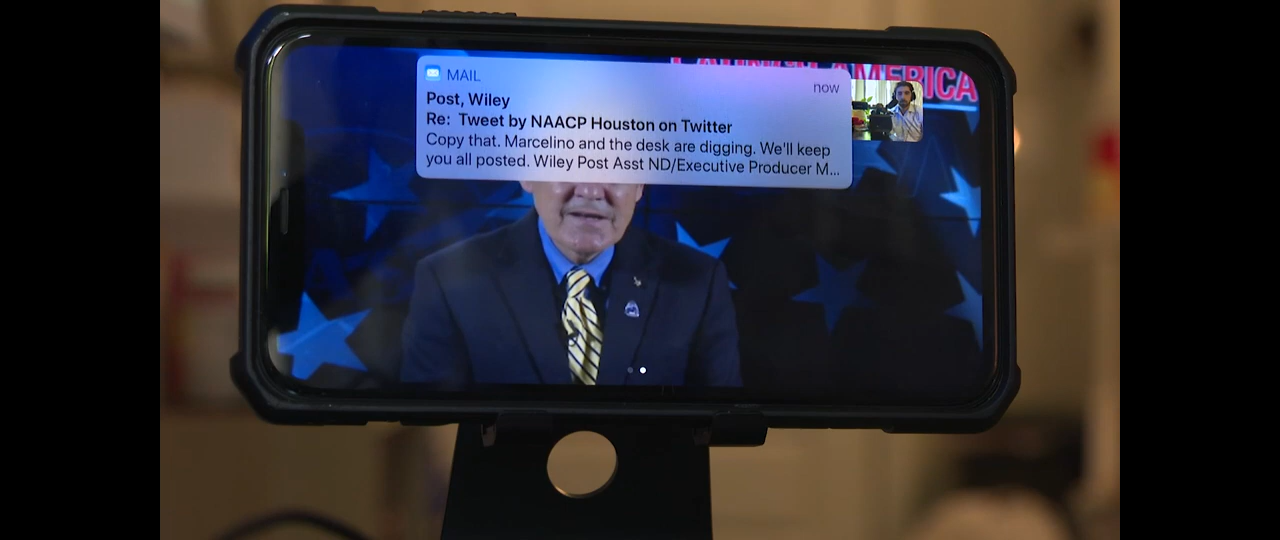 LAUNCH AMERICA
MAIL
now
Post, Wiley
Re: Tweet by NAACP Houston on Twitter
Copy that. Marcelino and the desk are digging. We'll keep
you all posted. Wiley Post Asst ND/Executive Producer M...